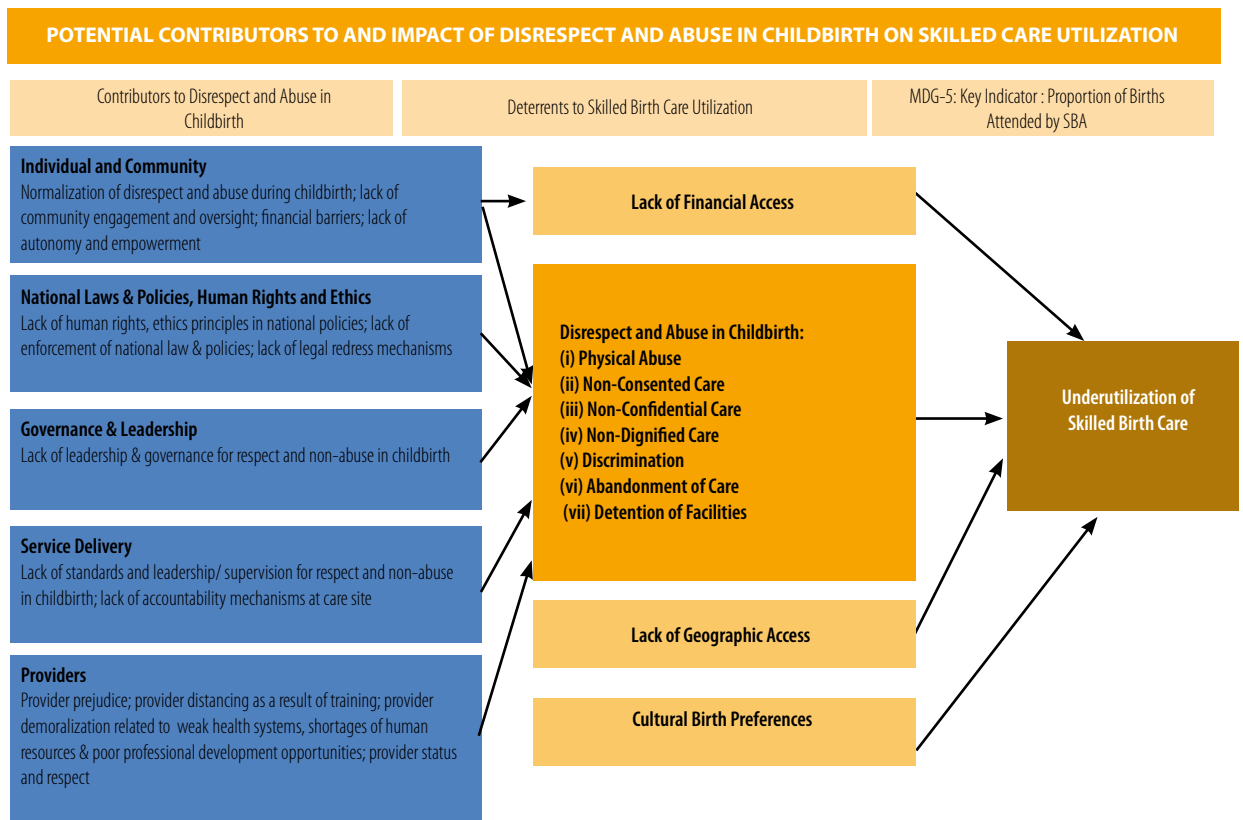 POTENTIAL CONTRIBUTORS TO AND IMPACT OF DISRESPECT AND ABUSE IN CHILDBIRTH ON SKILLED CARE UTILIZATION
Contributors to Disrespect and Abuse in
Childbirth
Deterrents to Skilled Birth Care Utilization
MDG-5: Key Indicator : Proportion of Births
Attended by SBA
Individual and Community
Normalization of disrespect and abuse during childbirth; lack of
community engagement and oversight; financial barriers; lack of
autonomy and empowerment
National Laws & Policies, Human Rights and Ethics
Lack of human rights, ethics principles in national policies; lack of
enforcement of national law & policies; lack of legal redress mechanisms
Governance & Leadership
Lack of leadership & governance for respect and non-abuse in childbirth
Service Delivery
Lack of standards and leadership/ supervision for respect and non-abuse
in childbirth; lack of accountability mechanisms at care site
Providers
Provider prejudice; provider distancing as a result of training; provider
demoralization related to weak health systems, shortages of human
resources & poor professional development opportunities; provider status
and respect
Lack of Financial Access
Disrespect and Abuse in Childbirth:
(i) Physical Abuse
(ii) Non-Consented Care
(iii) Non-Confidential Care
(iv) Non-Dignified Care
(v) Discrimination
(vi) Abandonment of Care
(vii) Detention of Facilities
Lack of Geographic Access
Cultural Birth Preferences
Underutilization of
Skilled Birth Care